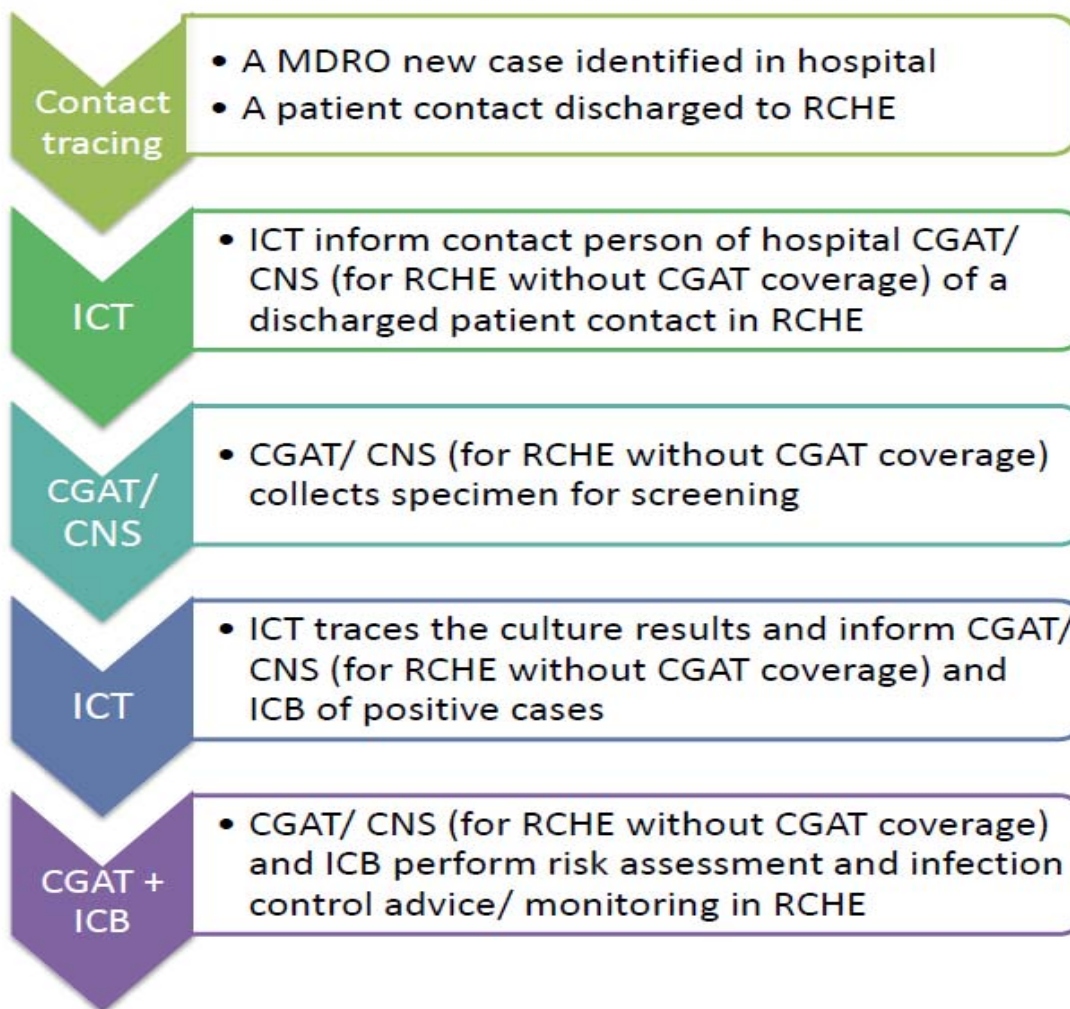 Contact
tracing
• A MDRO new case identified in hospital
• A patient contact discharged to RCHE
ICT
• ICT inform contact person of hospital CGAT/
CNS (for RCHE without CGAT coverage) of a
discharged patient contact in RCHE
CGAT/
CNS
• CGAT/ CNS (for RCHE without CGAT coverage)
collects specimen for screening
ICT
• ICT traces the culture results and inform CGAT/
CNS (for RCHE without CGAT coverage) and
ICB of positive cases
CGAT +
ICB
• CGAT/ CNS (for RCHE without CGAT coverage)
and ICB perform risk assessment and infection
control advice/ monitoring in RCHE